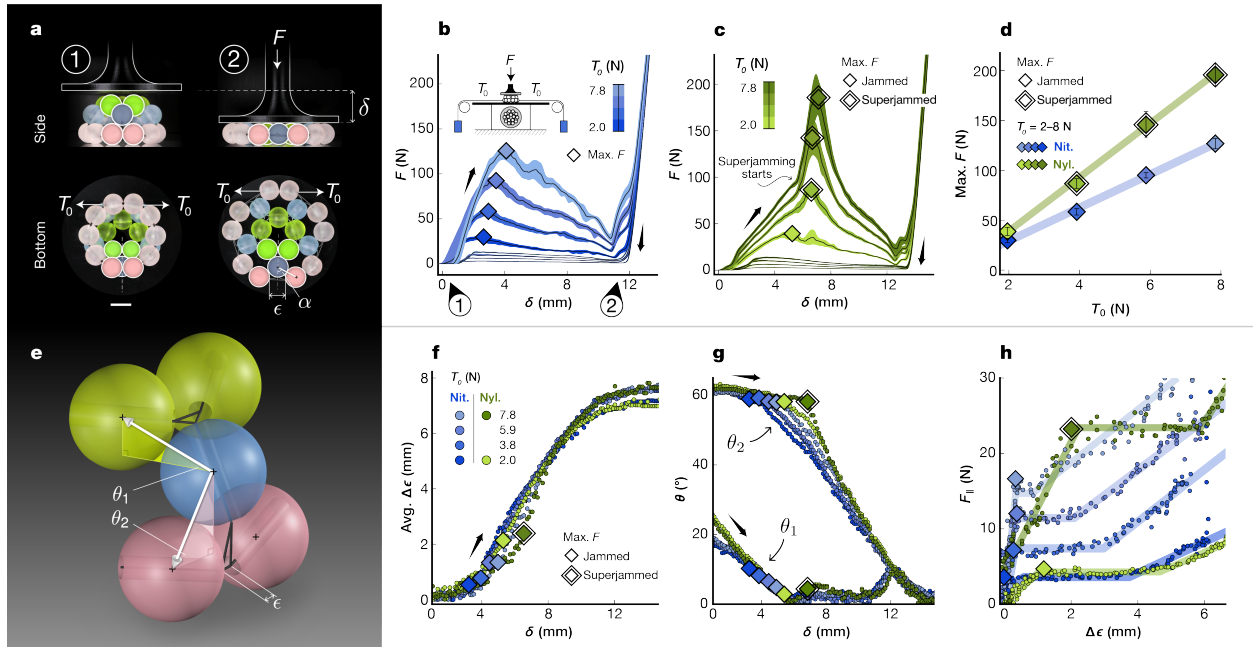 a
1
2
F
δ
Side
Bottom
T₀
T₀
T₀
T₀
ϵ
α
b
F
T₀
T₀
T₀ (N)
7.8
2.0
Max. F
F (N)
200
150
100
50
0
0
4
8
12
δ (mm)
1
2
c
T₀ (N)
7.8
2.0
Max. F
Jammed
Superjammed
Superjamming
starts
F (N)
200
150
100
50
0
0
4
8
12
δ (mm)
d
Max. F
Jammed
Superjammed
T₀ = 2–8 N
Nit.
Nyl.
Max. F (N)
200
150
100
50
0
2
4
6
8
T₀ (N)
e
θ₁
θ₂
ϵ
f
T₀ (N)
Nit.
Nyl.
7.8
5.9
3.8
2.0
Max. F
Jammed
Superjammed
Avg. Δϵ (mm)
8
6
4
2
0
0
4
8
12
δ (mm)
g
θ₂
θ₁
θ (°)
60
40
20
0
0
4
8
12
δ (mm)
h
F∥ (N)
30
20
10
0
0
2
4
6
Δϵ (mm)